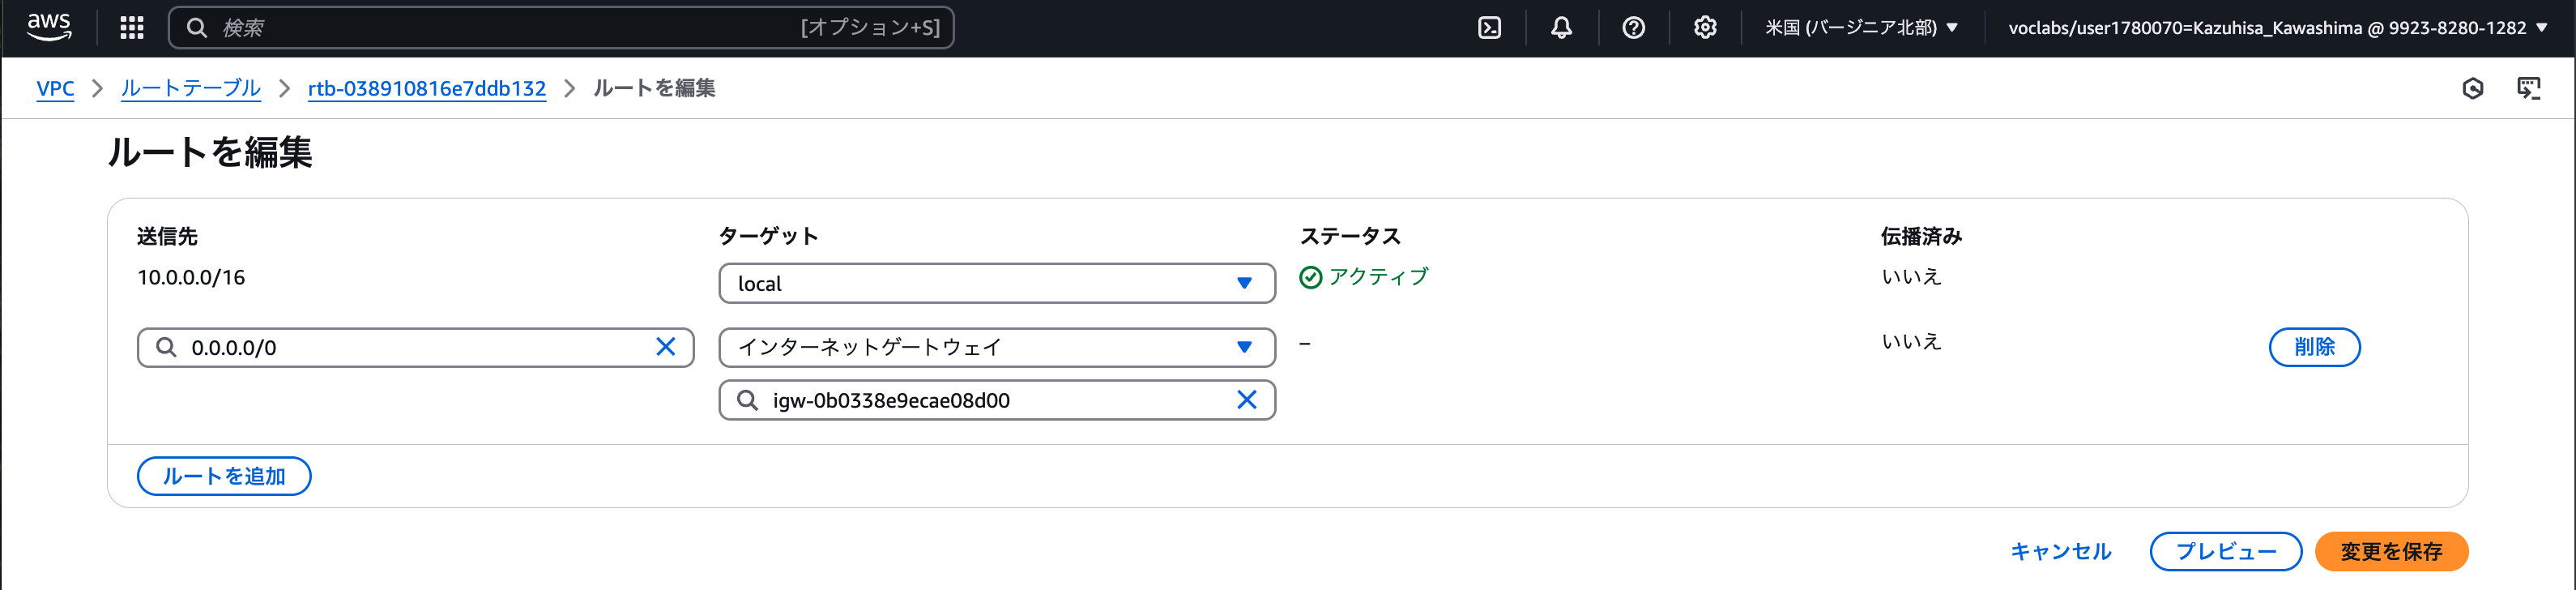 aws
検索
[オプション+S]
米国 (バージニア北部)
voclabs/user1780070=Kazuhisa_Kawashima @ 9923-8280-1282
VPC
ルートテーブル
rtb-038910816e7ddb132
ルートを編集
ルートを編集
送信先
ターゲット
ステータス
伝播済み
10.0.0.0/16
local
アクティブ
いいえ
0.0.0.0/0
インターネットゲートウェイ
–
いいえ
削除
igw-0b0338e9ecae08d00
ルートを追加
キャンセル
プレビュー
変更を保存